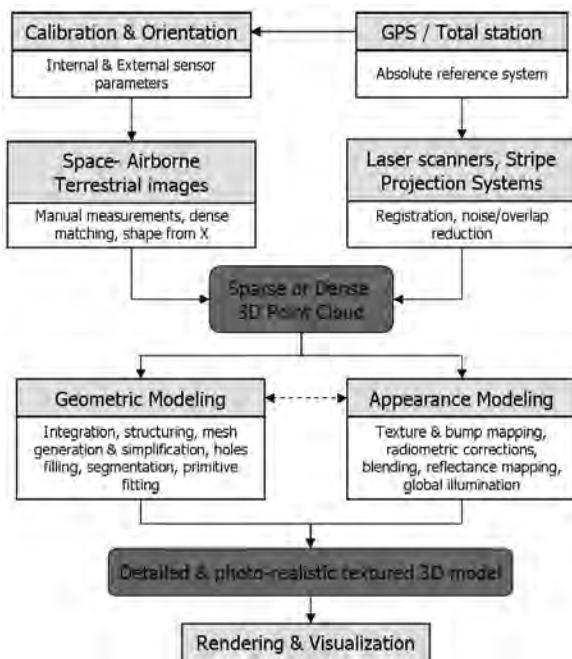 Calibration & Orientation
Internal & External sensor
parameters
GPS / Total station
Absolute reference system
Space- Airborne
Terrestrial images
Manual measurements, dense
matching, shape from X
Laser scanners, Stripe
Projection Systems
Registration, noise/overlap
reduction
Sparse or Dense
3D Point Cloud
Geometric Modeling
Integration, structuring, mesh
generation & simplification, holes
filling, segmentation, primitive
fitting
Appearance Modeling
Texture & bump mapping,
radiometric corrections,
blending, reflectance mapping,
global illumination
Detailed & photo-realistic textured 3D model
Rendering & Visualization